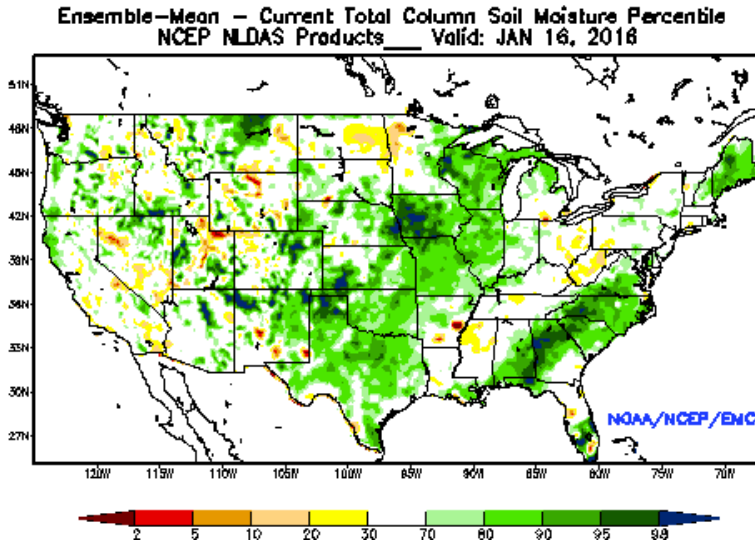 Ensemble-Mean - Current Total Column Soil Moisture Percentile
NCEP NLDAS Products___ Valid: JAN 16, 2016
51N
48N
45N
42N
39N
36N
33N
30N
27N
NOAA/NCEP/EMC
120W 115W 110W 105W 100W 95W 90W 85W 80W 75W 70W
2 5 10 20 30 70 80 90 95 98